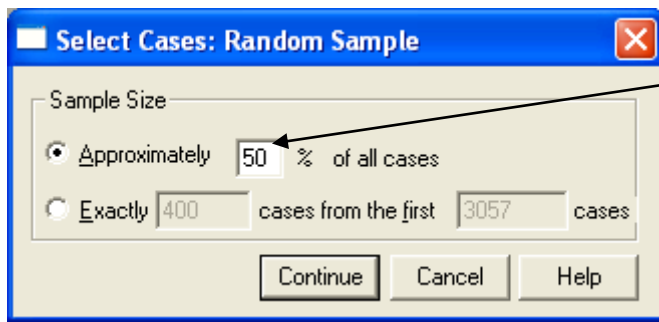 Select Cases: Random Sample
Sample Size
Approximately 50 % of all cases
Exactly 400 cases from the first 3057 cases
Continue Cancel Help